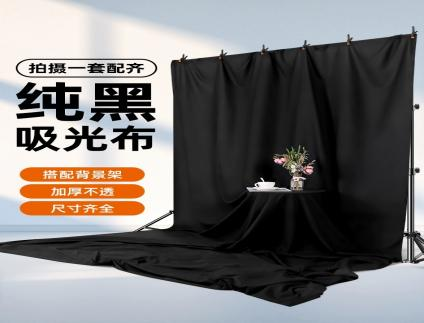 拍摄一套配齐
纯黑
吸光布
搭配背景架
加厚不透
尺寸齐全